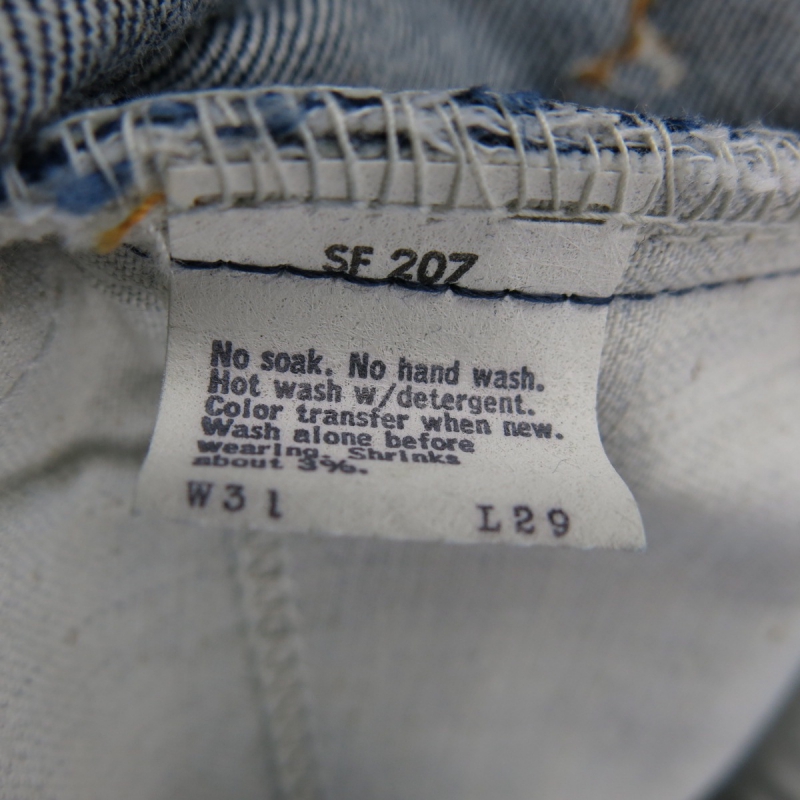 SF 207
No soak. No hand wash.
Hot wash w/detergent.
Color transfer when new.
Wash alone before
wearing. Shrinks
about 3%.
W31 L29